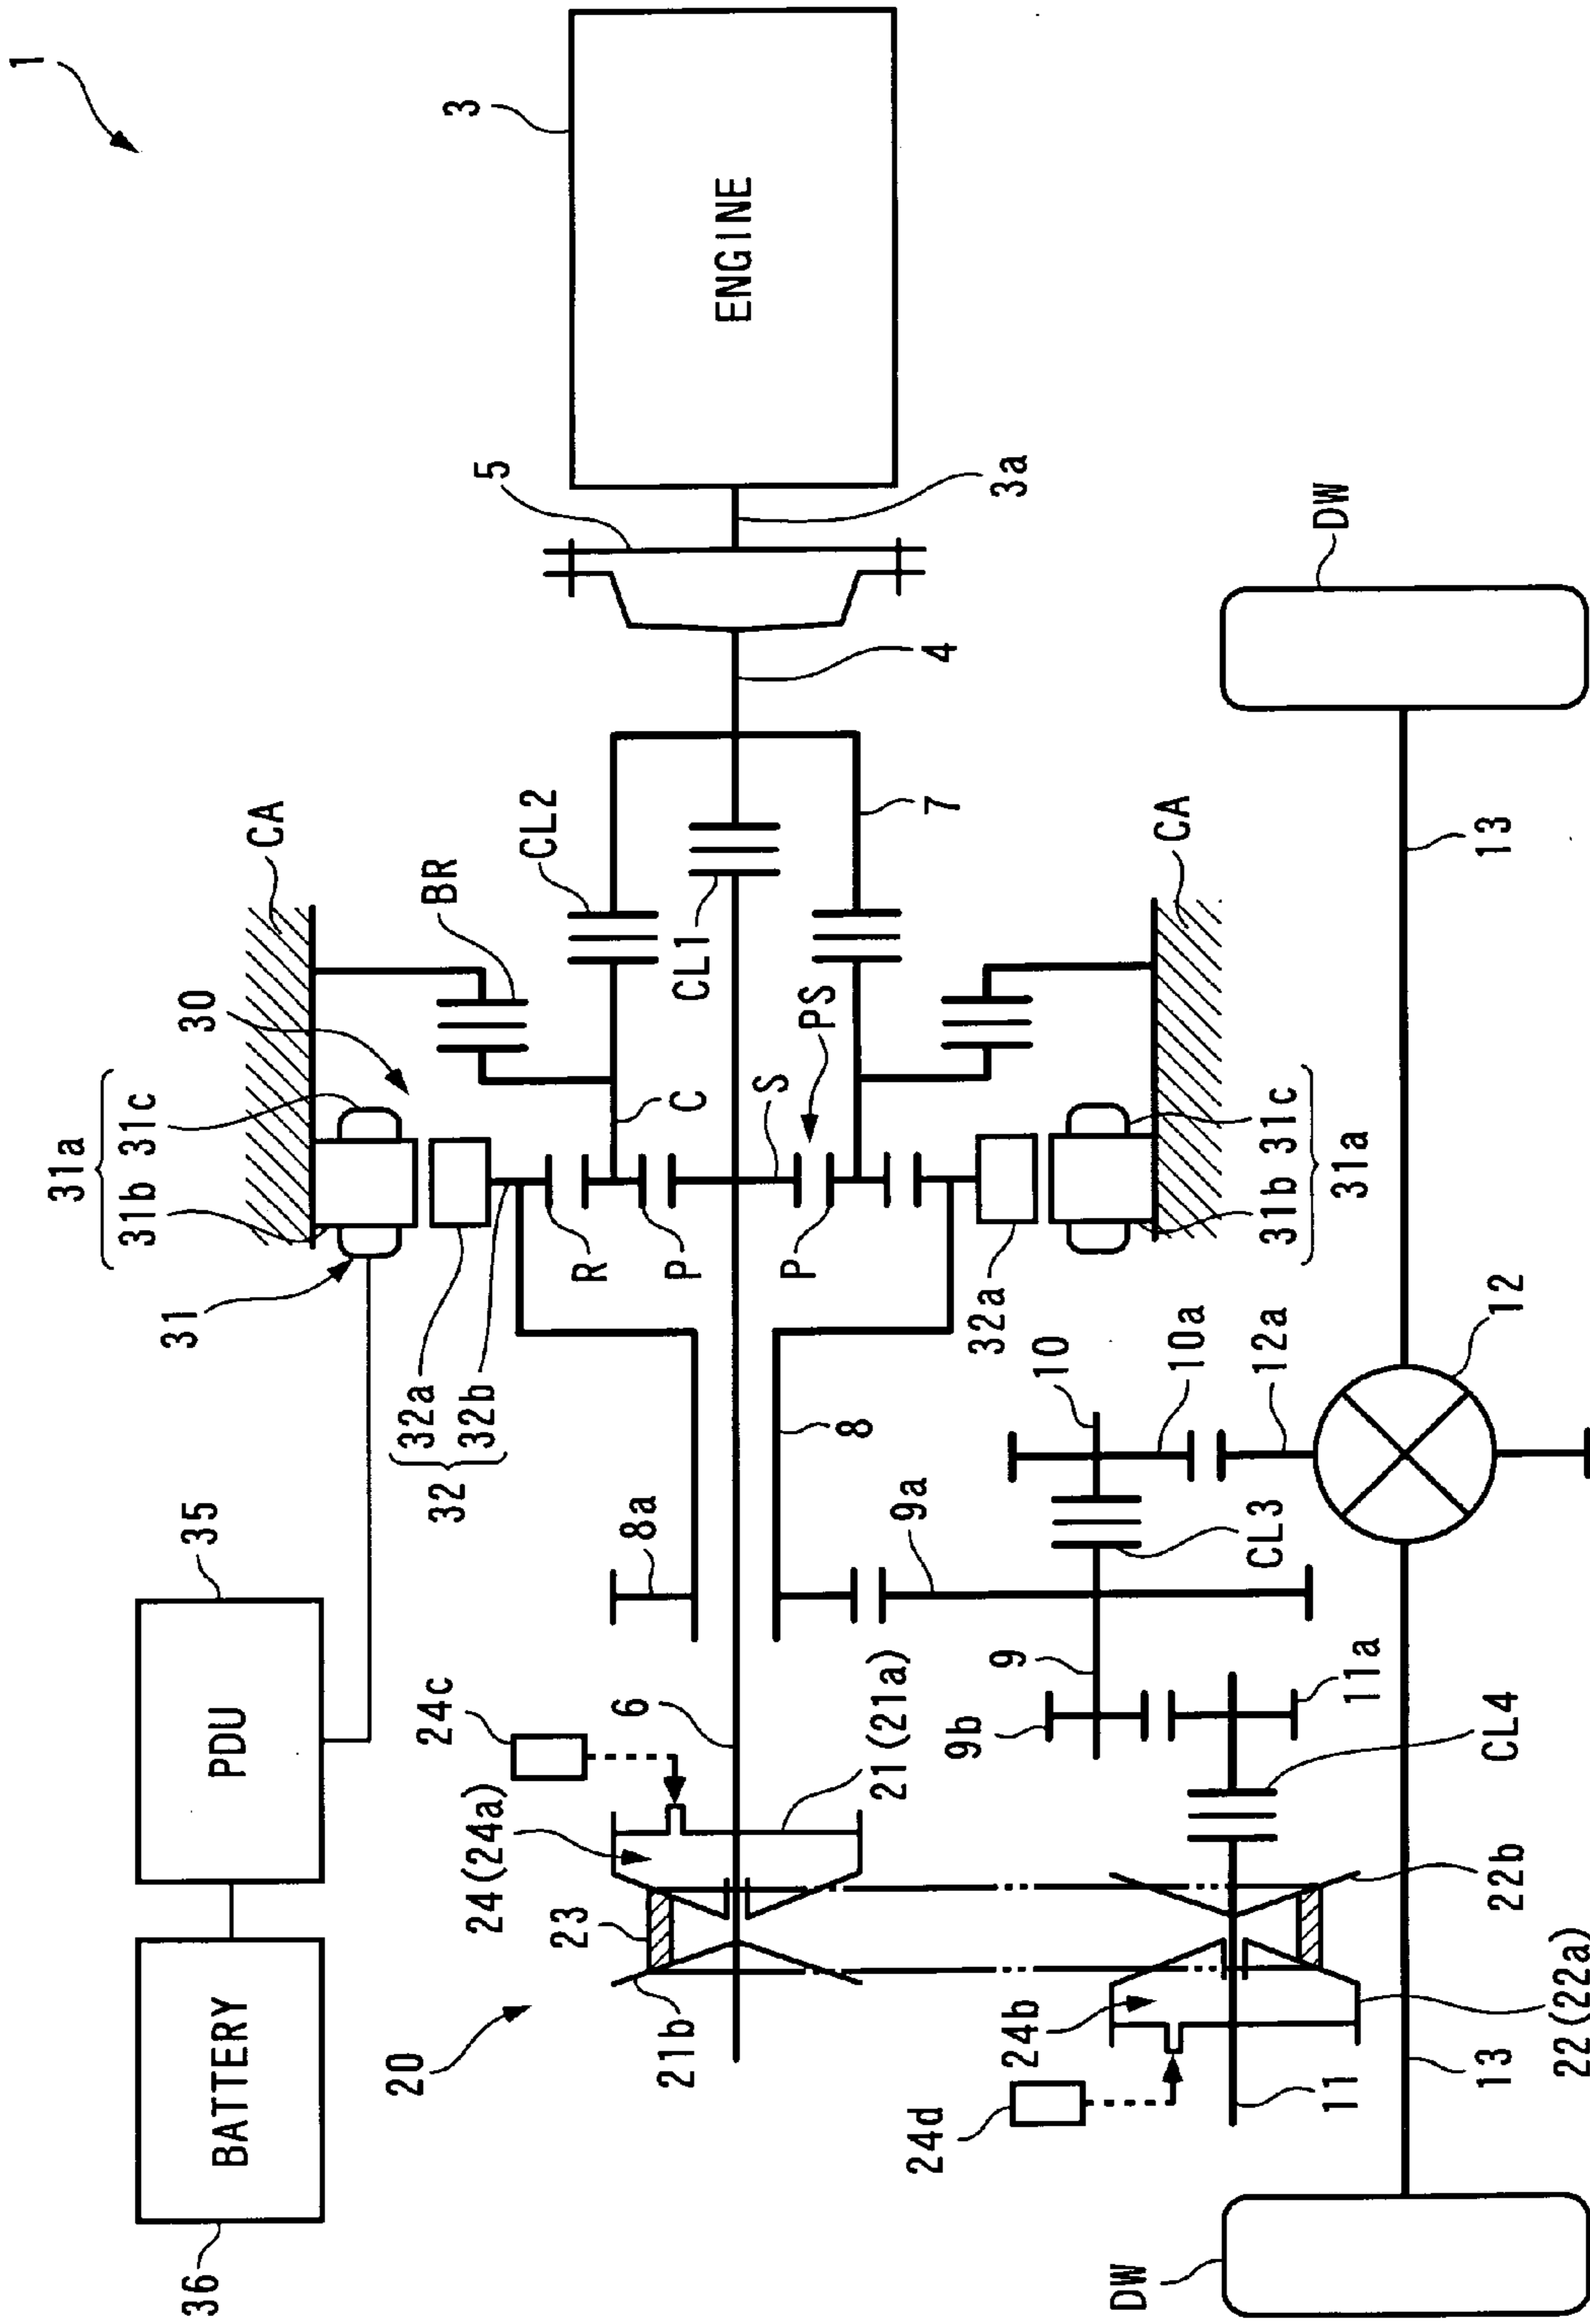 1
3
ENGINE
5
3a
4
DW
CA
CL2
7
CA
13
BR
CL1
30
PS
31a
31b 31c
C
S
31b 31c
31a
31
R
P
P
32a
12
32a
32b
32
10
10a
12a
8
35
8a
9a
CL3
PDU
24c
6
21(21a)
9
9b
11a
CL4
24(24a)
23
22b
BATTERY
20
21b
24b
22(22a)
24d
11
13
36
DW